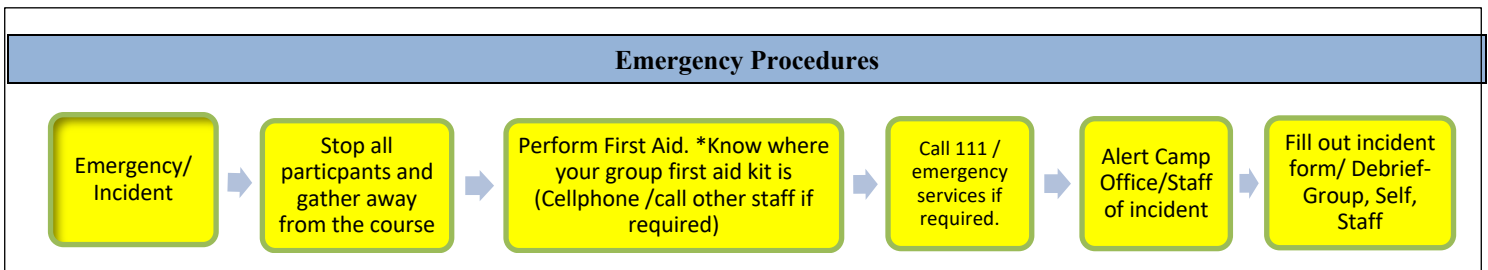 Emergency Procedures
Emergency/
Incident
Stop all
particpants and
gather away
from the course
Perform First Aid. *Know where
your group first aid kit is
(Cellphone /call other staff if
required)
Call 111 /
emergency
services if
required.
Alert Camp
Office/Staff
of incident
Fill out incident
form/ Debrief-
Group, Self,
Staff